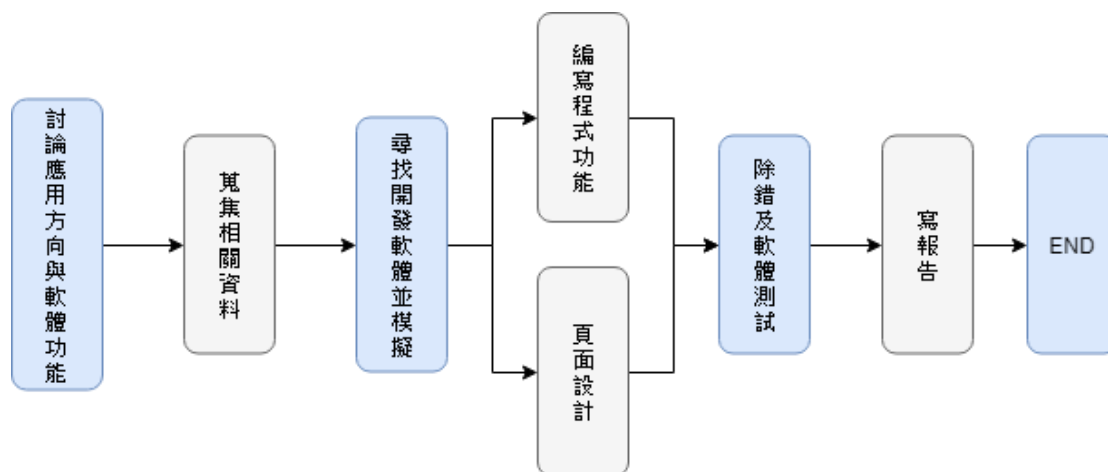 討論應用方向與軟體功能
蒐集相關資料
尋找開發軟體並模擬
編寫程式功能
頁面設計
除錯及軟體測試
寫報告
END